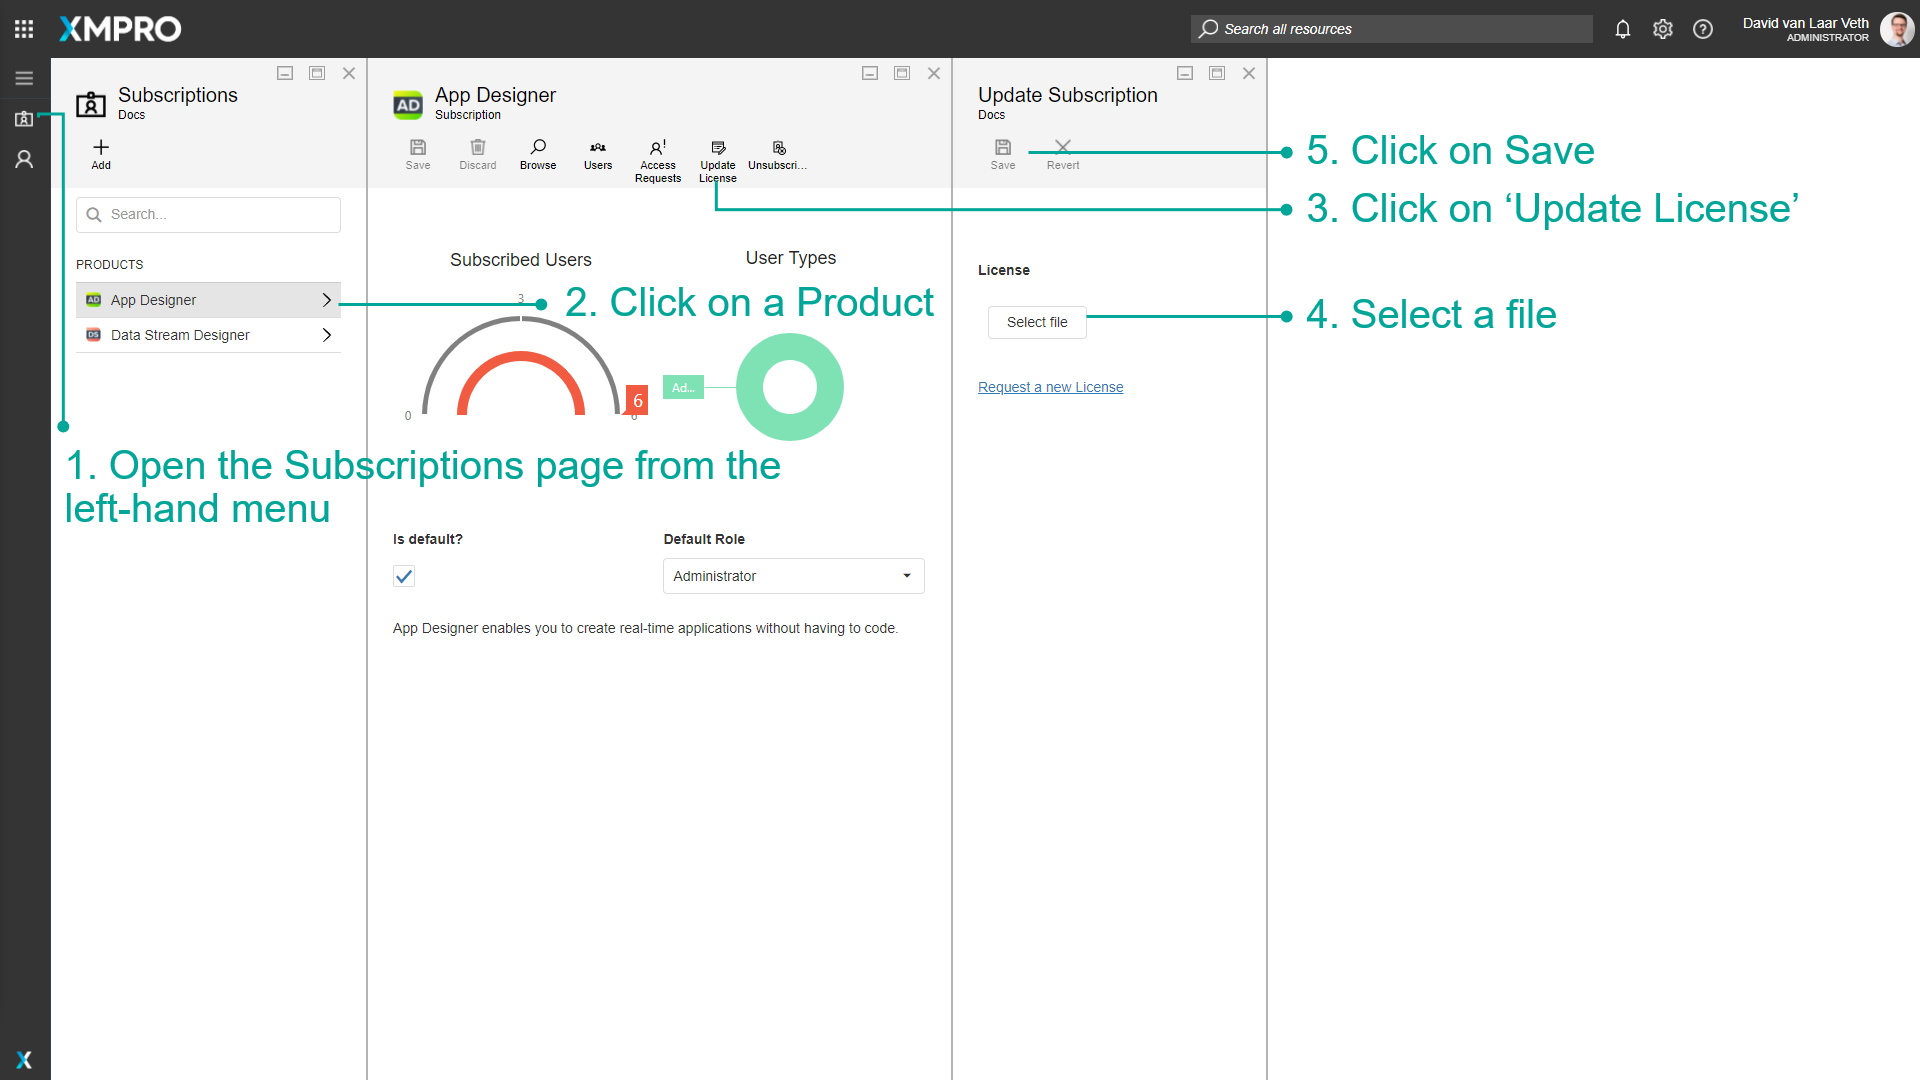 XMPRO
Search all resources
David van Laar Veth
ADMINISTRATOR
Subscriptions
Docs
Add
Search...
PRODUCTS
AD App Designer
DS Data Stream Designer
AD
App Designer
Subscription
Save
Discard
Browse
Users
Access
Requests
Update
License
Unsubscri...
Subscribed Users
3
0
6
6
User Types
Ad...
Is default?
Default Role
Administrator
App Designer enables you to create real-time applications without having to code.
Update Subscription
Docs
Save
Revert
License
Select file
Request a new License
1. Open the Subscriptions page from the
left-hand menu
2. Click on a Product
5. Click on Save
3. Click on ‘Update License’
4. Select a file